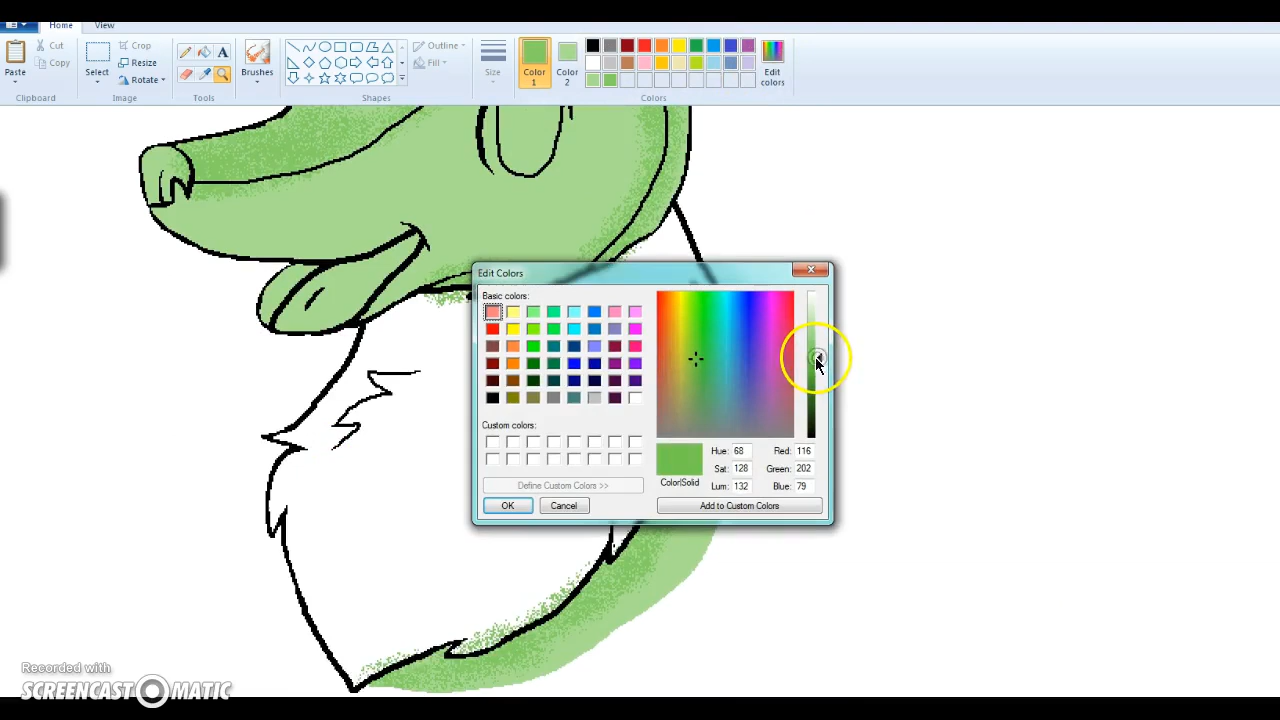 Home View
Cut
Copy
Paste
Clipboard
Select
Crop
Resize
Rotate
Image
A
Tools
Brushes
Shapes
Outline
Fill
Size
Color 1
Color 2
Edit colors
Colors
Edit Colors
Basic colors:
Custom colors:
Define Custom Colors >>
OK Cancel
Color|Solid
Hue: 68 Red: 116
Sat: 128 Green: 202
Lum: 132 Blue: 79
Add to Custom Colors
Recorded with
SCREENCAST MATIC